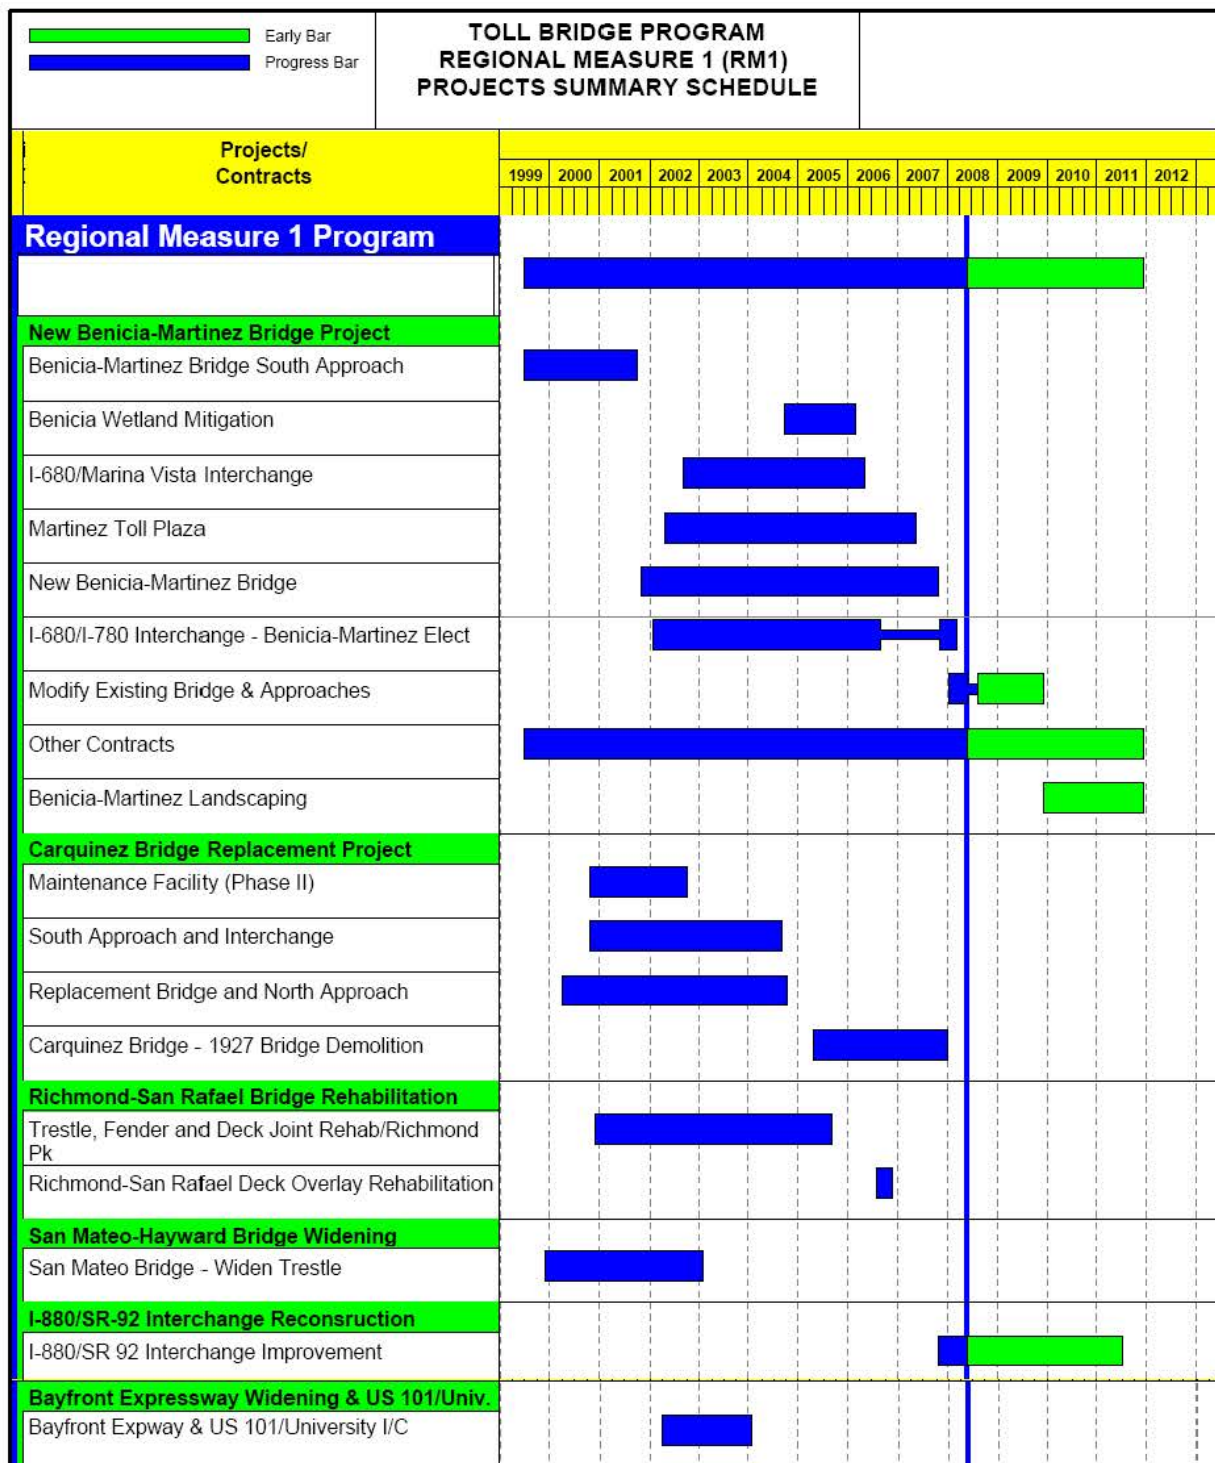 Early Bar
Progress Bar
TOLL BRIDGE PROGRAM
REGIONAL MEASURE 1 (RM1)
PROJECTS SUMMARY SCHEDULE
Projects/
Contracts
1999 2000 2001 2002 2003 2004 2005 2006 2007 2008 2009 2010 2011 2012
Regional Measure 1 Program
New Benicia-Martinez Bridge Project
Benicia-Martinez Bridge South Approach
Benicia Wetland Mitigation
I-680/Marina Vista Interchange
Martinez Toll Plaza
New Benicia-Martinez Bridge
I-680/I-780 Interchange - Benicia-Martinez Elect
Modify Existing Bridge & Approaches
Other Contracts
Benicia-Martinez Landscaping
Carquinez Bridge Replacement Project
Maintenance Facility (Phase II)
South Approach and Interchange
Replacement Bridge and North Approach
Carquinez Bridge - 1927 Bridge Demolition
Richmond-San Rafael Bridge Rehabilitation
Trestle, Fender and Deck Joint Rehab/Richmond
Pk
Richmond-San Rafael Deck Overlay Rehabilitation
San Mateo-Hayward Bridge Widening
San Mateo Bridge - Widen Trestle
I-880/SR-92 Interchange Reconsruction
I-880/SR 92 Interchange Improvement
Bayfront Expressway Widening & US 101/Univ.
Bayfront Expway & US 101/University I/C